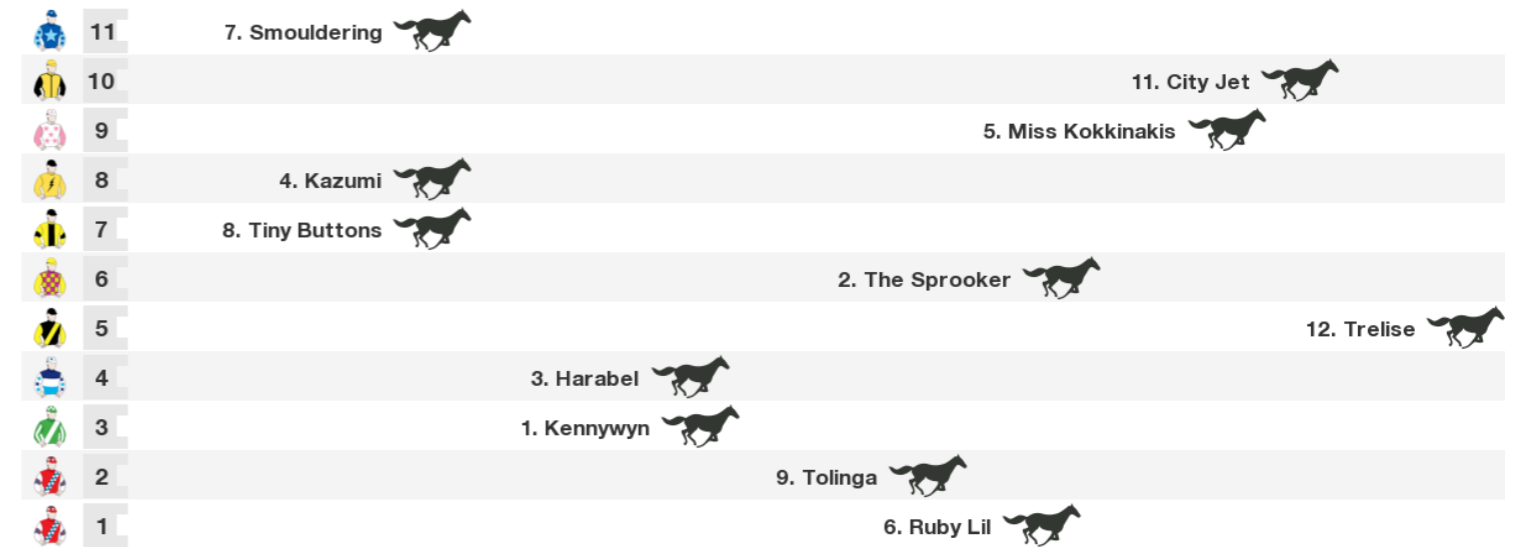 11 7. Smouldering
10 11. City Jet
9 5. Miss Kokkinakis
8 4. Kazumi
7 8. Tiny Buttons
6 2. The Sprooker
5 12. Trelise
4 3. Harabel
3 1. Kennywyn
2 9. Tolinga
1 6. Ruby Lil